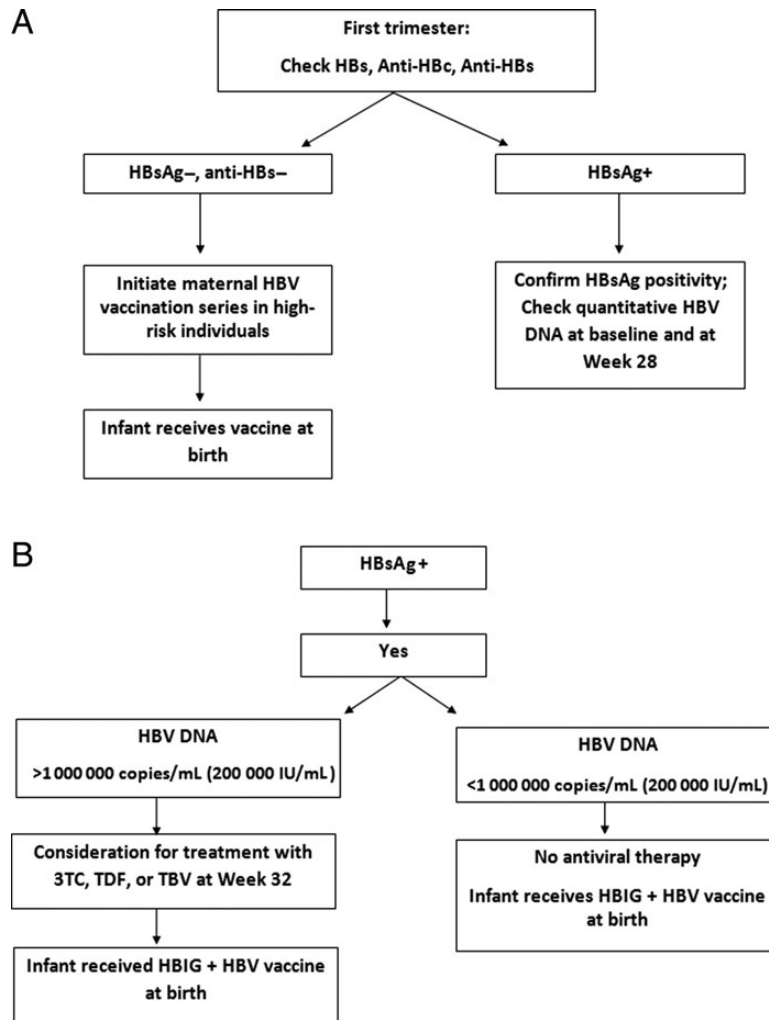 A
First trimester:
Check HBs, Anti-HBc, Anti-HBs
HBsAg–, anti-HBs–
HBsAg+
Initiate maternal HBV
vaccination series in high-
risk individuals
Confirm HBsAg positivity;
Check quantitative HBV
DNA at baseline and at
Week 28
Infant receives vaccine at
birth
B
HBsAg+
Yes
HBV DNA
>1 000 000 copies/mL (200 000 IU/mL)
HBV DNA
<1 000 000 copies/mL (200 000 IU/mL)
Consideration for treatment with
3TC, TDF, or TBV at Week 32
No antiviral therapy
Infant receives HBIG + HBV vaccine
at birth
Infant received HBIG + HBV vaccine
at birth